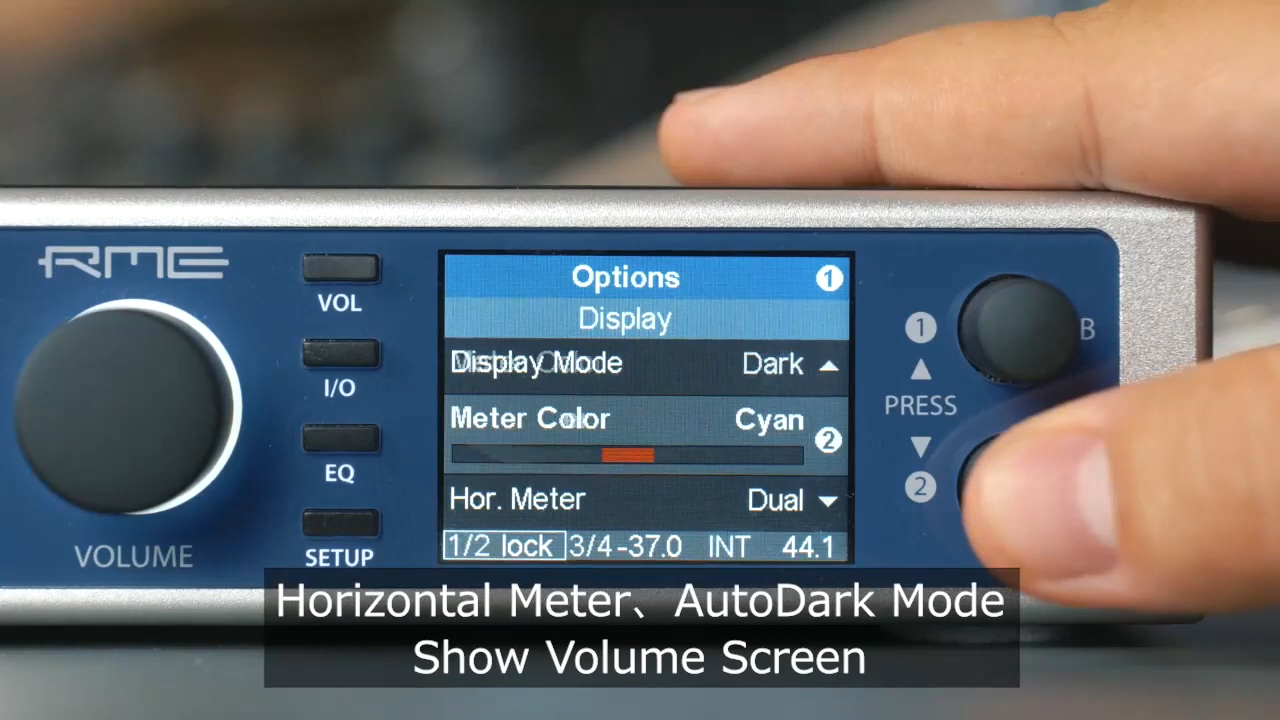 RME
VOL
I/O
EQ
SETUP
VOLUME
Options 1
Display
Display Mode Dark
Meter Color Cyan
2
Hor. Meter Dual
1/2 lock 3/4 -37.0 INT 44.1
1
B
PRESS
2
Horizontal Meter、AutoDark Mode
Show Volume Screen